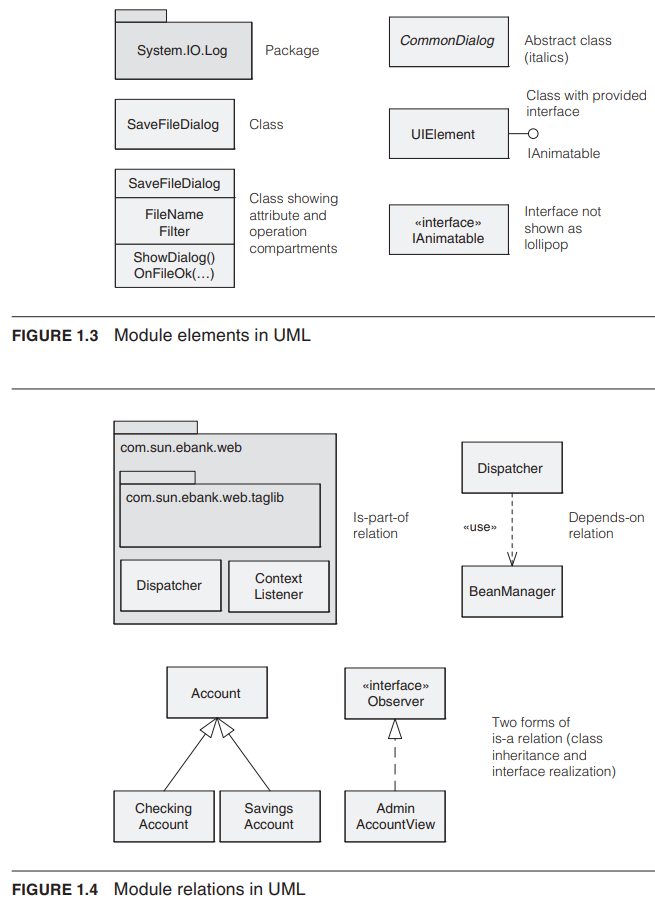 System.IO.Log
Package
CommonDialog
Abstract class
(italics)
SaveFileDialog
Class
UIElement
Class with provided
interface
IAnimatable
SaveFileDialog
FileName
Filter
ShowDialog()
OnFileOk(…)
Class showing
attribute and
operation
compartments
«interface»
IAnimatable
Interface not
shown as
lollipop
FIGURE 1.3 Module elements in UML
com.sun.ebank.web
com.sun.ebank.web.taglib
Dispatcher
Context
Listener
Is-part-of
relation
Dispatcher
«use»
BeanManager
Depends-on
relation
Account
Checking
Account
Savings
Account
«interface»
Observer
Admin
AccountView
Two forms of
is-a relation (class
inheritance and
interface realization)
FIGURE 1.4 Module relations in UML